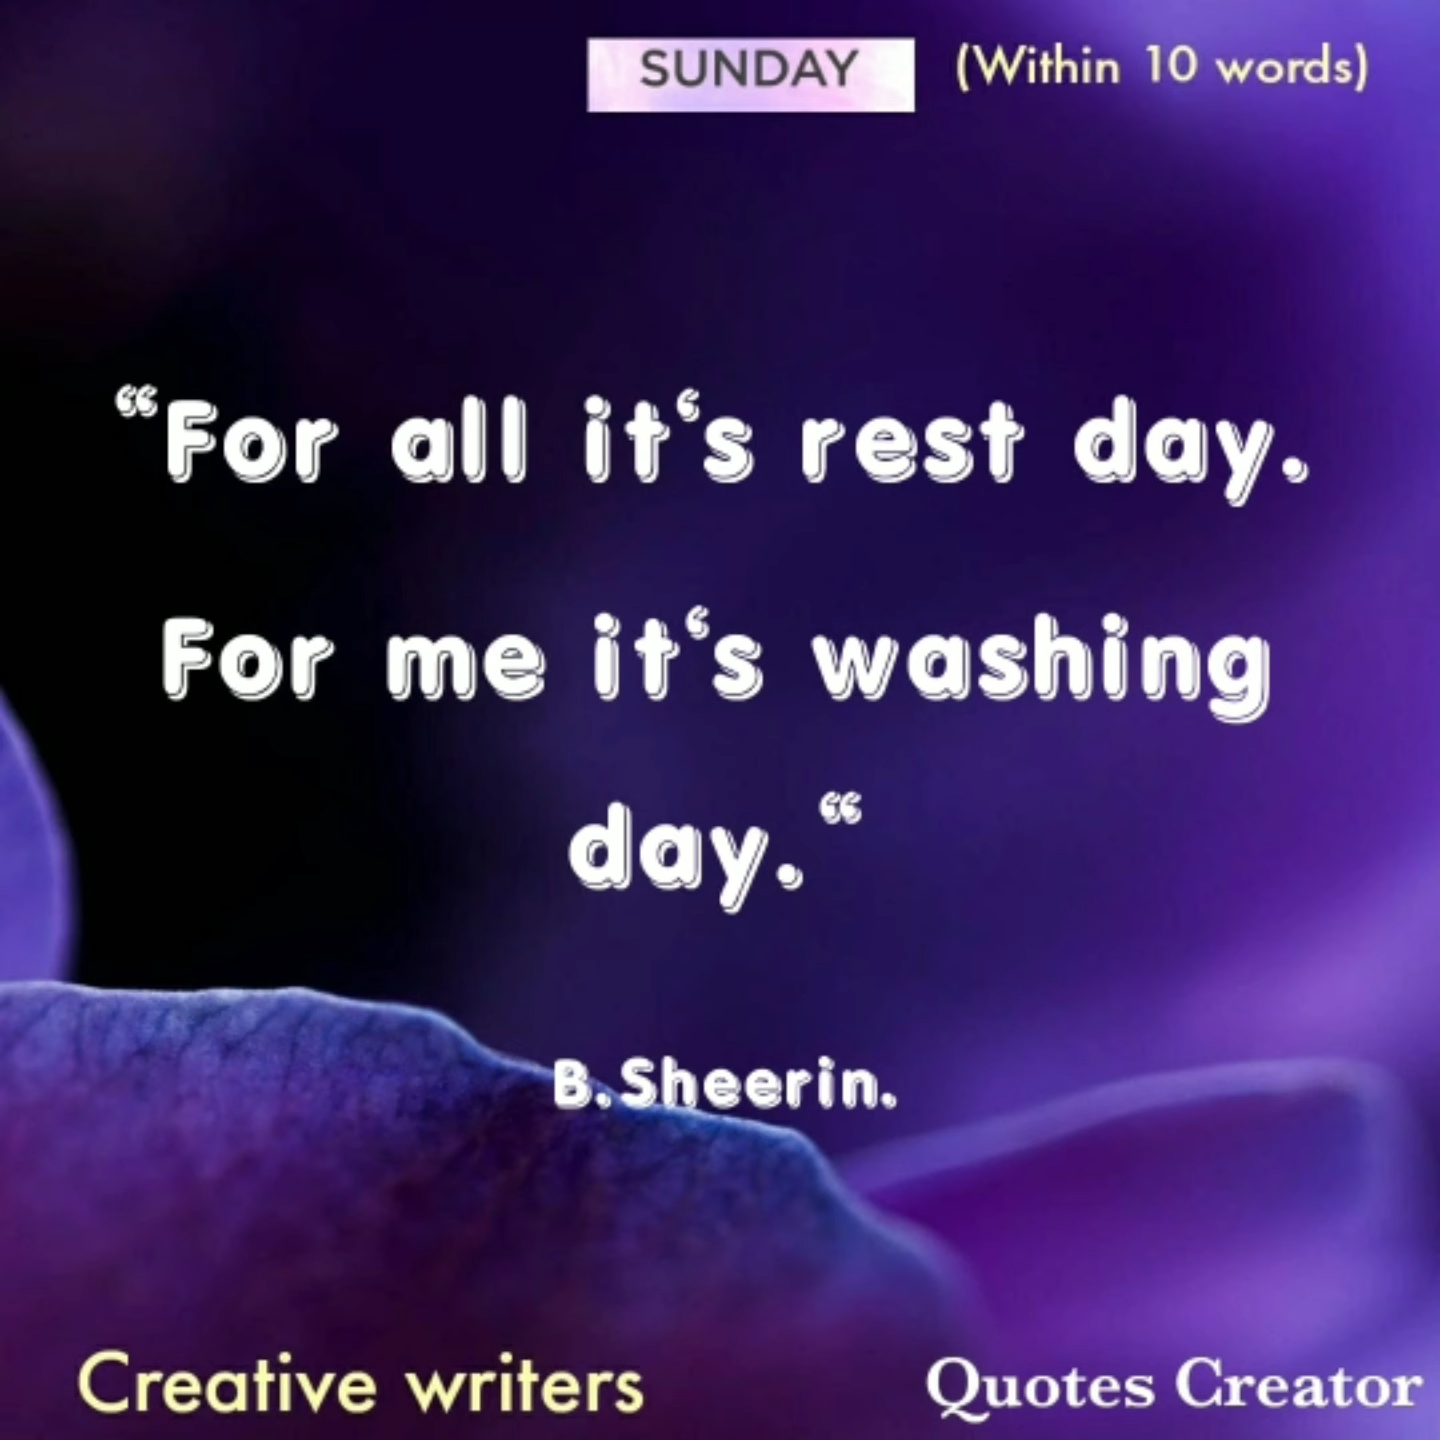 SUNDAY (Within 10 words)
“For all it‘s rest day.
For me it‘s washing
day.“
B.Sheerin.
Creative writers Quotes Creator